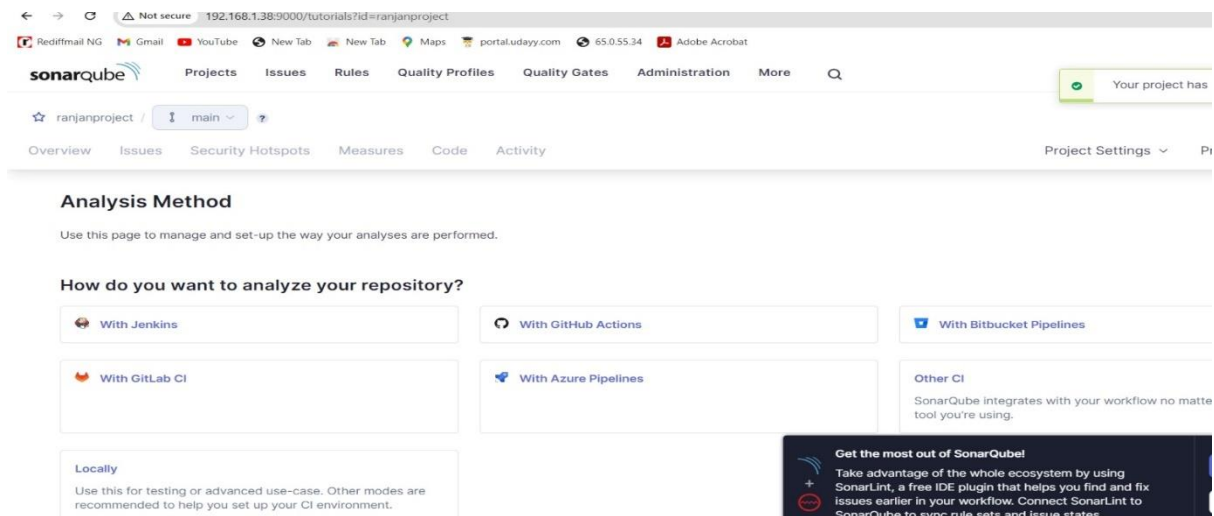 Not secure 192.168.1.38:9000/tutorials?id=ranjanproject
Rediffmail NG Gmail YouTube New Tab New Tab Maps portal.udayy.com 65.0.55.34 Adobe Acrobat
sonarqube Projects Issues Rules Quality Profiles Quality Gates Administration More
Your project has
ranjanproject / main ?
Overview Issues Security Hotspots Measures Code Activity Project Settings
Analysis Method
Use this page to manage and set-up the way your analyses are performed.
How do you want to analyze your repository?
With Jenkins With GitHub Actions With Bitbucket Pipelines
With GitLab CI With Azure Pipelines Other CI
SonarQube integrates with your workflow no matte
tool you're using.
Locally
Use this for testing or advanced use-case. Other modes are
recommended to help you set up your CI environment.
Get the most out of SonarQube!
Take advantage of the whole ecosystem by using
SonarLint, a free IDE plugin that helps you find and fix
issues earlier in your workflow. Connect SonarLint to
SonarQube to sync rule sets and issue states.